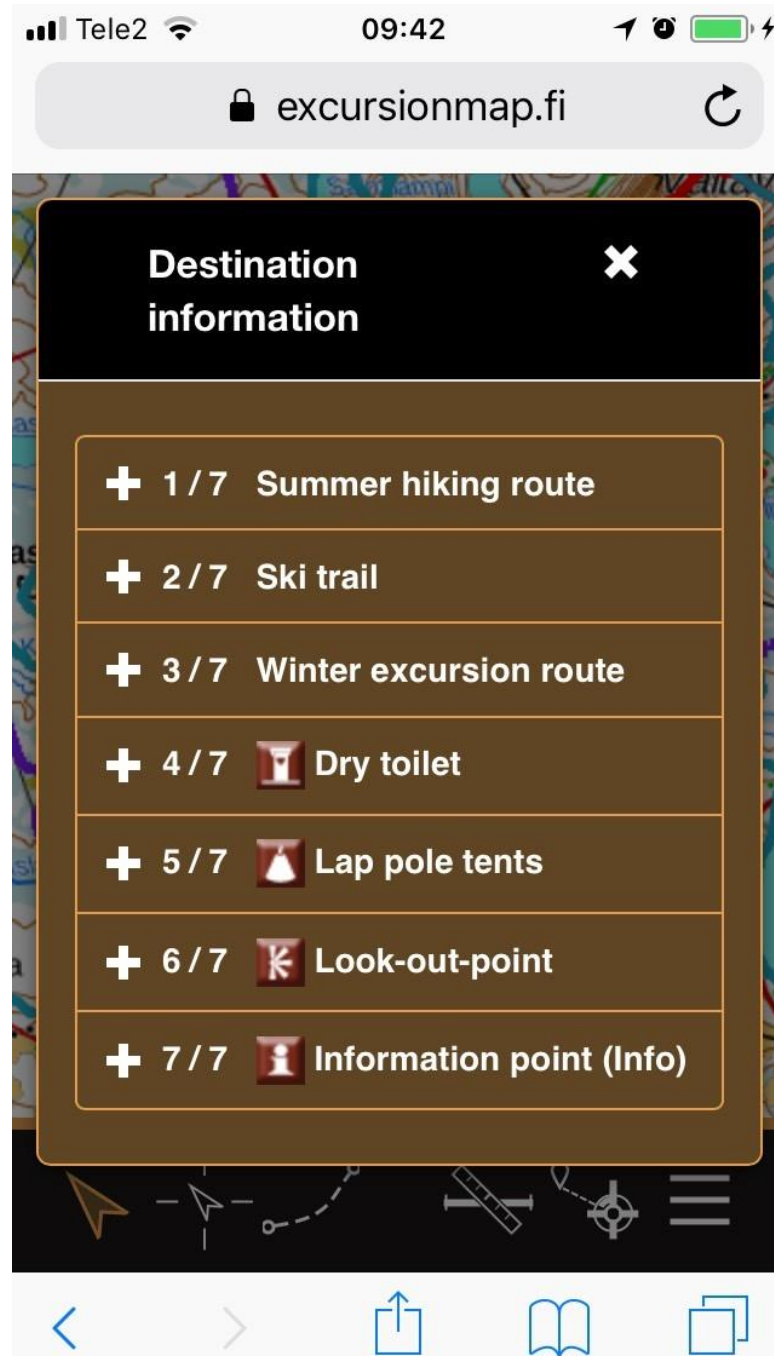 Tele2 09:42
excursionmap.fi
Destination
information
1 / 7 Summer hiking route
2 / 7 Ski trail
3 / 7 Winter excursion route
4 / 7 Dry toilet
5 / 7 Lap pole tents
6 / 7 Look-out-point
7 / 7 Information point (Info)